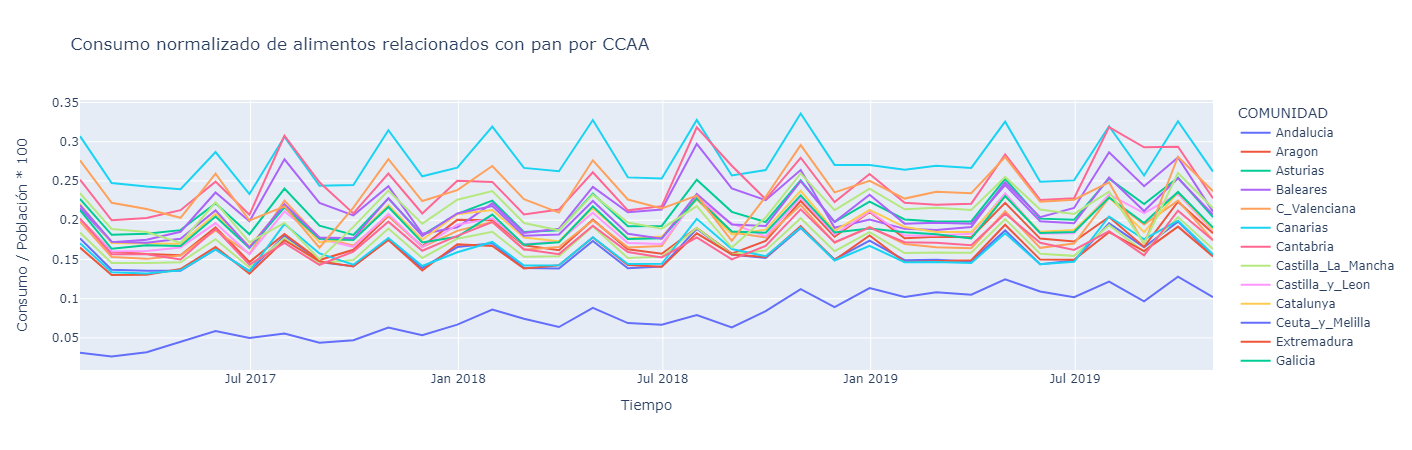 Consumo normalizado de alimentos relacionados con pan por CCAA
Consumo / Población * 100
0.35
0.3
0.25
0.2
0.15
0.1
0.05
Jul 2017
Jan 2018
Jul 2018
Jan 2019
Jul 2019
Tiempo
COMUNIDAD
Andalucia
Aragon
Asturias
Baleares
C_Valenciana
Canarias
Cantabria
Castilla_La_Mancha
Castilla_y_Leon
Catalunya
Ceuta_y_Melilla
Extremadura
Galicia